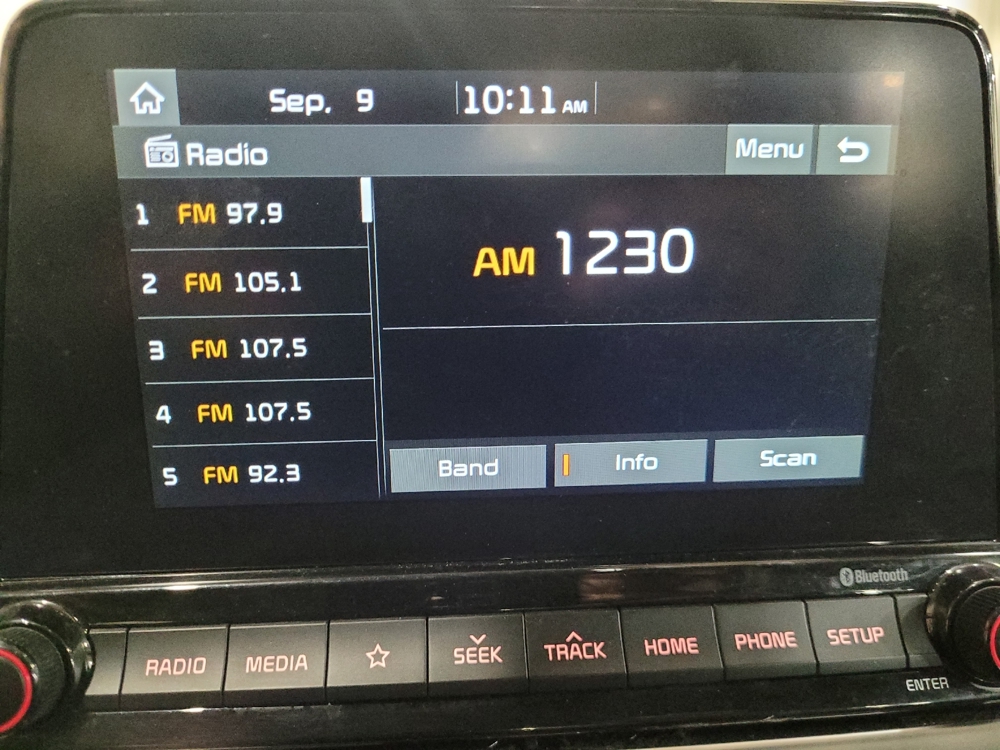 Sep. 9 10:11 AM
Radio Menu
1 FM 97.9
2 FM 105.1
3 FM 107.5
4 FM 107.5
5 FM 92.3
AM 1230
Band Info Scan
Bluetooth
RADIO MEDIA SEEK TRACK HOME PHONE SETUP
ENTER